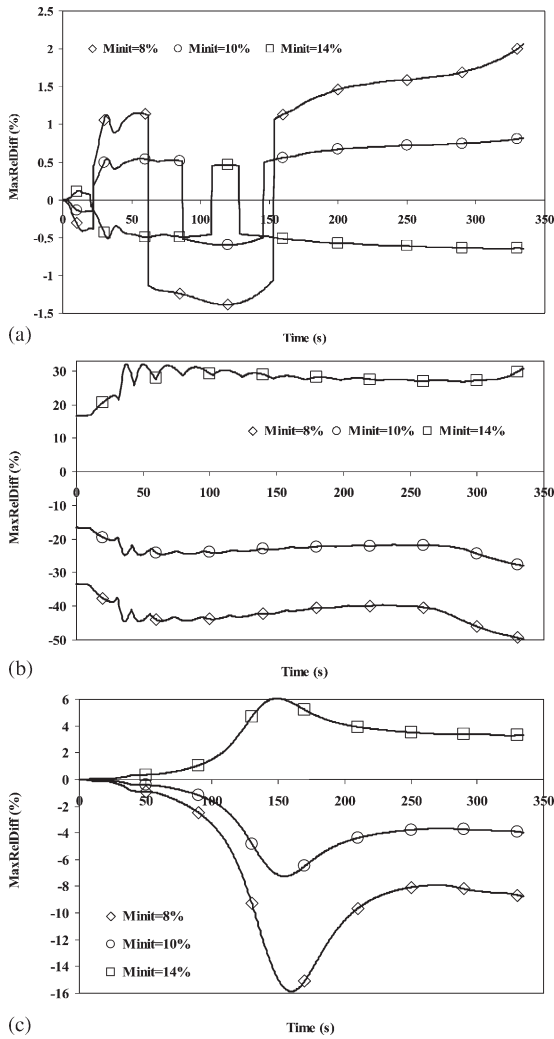 2.5
2
1.5
1
0.5
0
-0.5
-1
-1.5
MaxRelDiff (%)
Minit=8% Minit=10% Minit=14%
0 50 100 150 200 250 300 350
Time (s)
(a)
30
20
10
0
-10
-20
-30
-40
-50
MaxRelDiff (%)
Minit=8% Minit=10% Minit=14%
0 50 100 150 200 250 300 350
Time (s)
(b)
6
4
2
0
-2
-4
-6
-8
-10
-12
-14
-16
MaxRelDiff (%)
0 50 100 150 200 250 300 350
Minit=8%
Minit=10%
Minit=14%
Time (s)
(c)